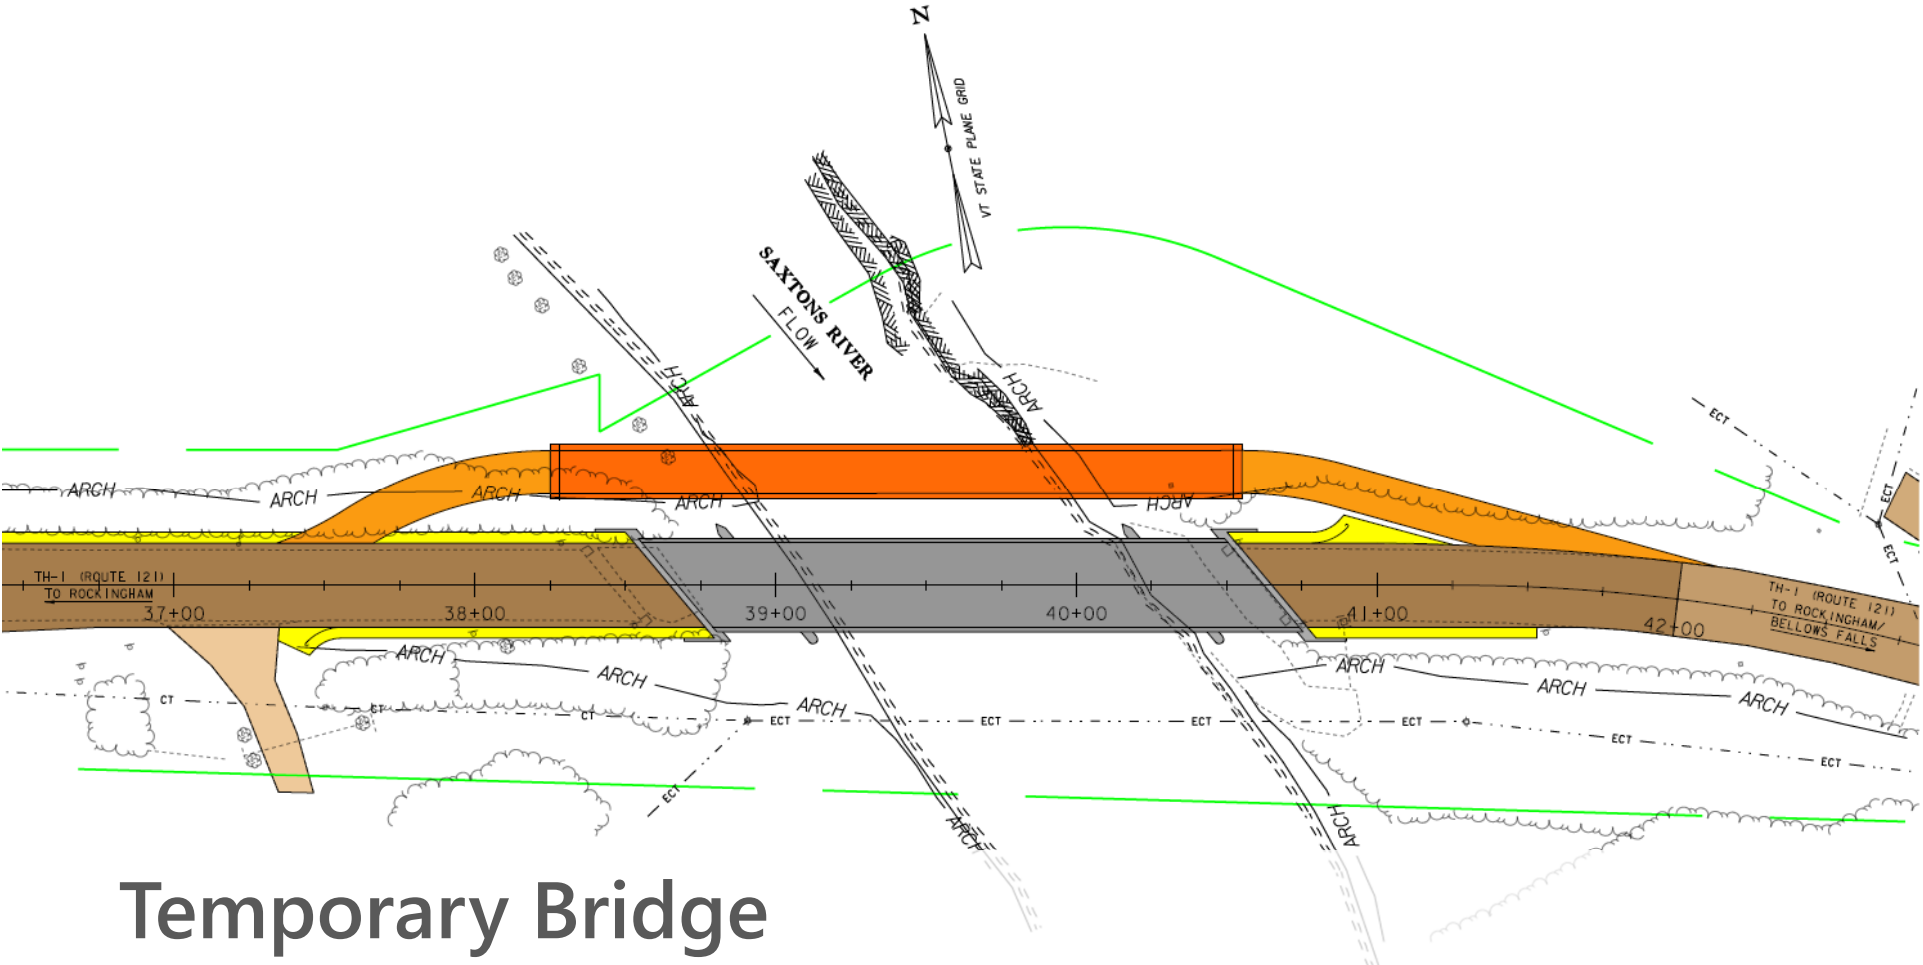 N
VT STATE PLANE GRID
SAXTONS RIVER
FLOW
ARCH
ARCH
ECT
ECT
ECT
ARCH
ARCH
ARCH
ARCH
ARCH
TH-1 (ROUTE 121)
TO ROCKINGHAM
37+00
38+00
39+00
40+00
41+00
42+00
TH-1 (ROUTE 121)
TO ROCKINGHAM/
BELLOWS FALLS
ARCH
ARCH
ARCH
ARCH
ARCH
ARCH
CT
CT
CT
ECT
ECT
ECT
ECT
ECT
ECT
ECT
ARCH
ARCH
Temporary Bridge